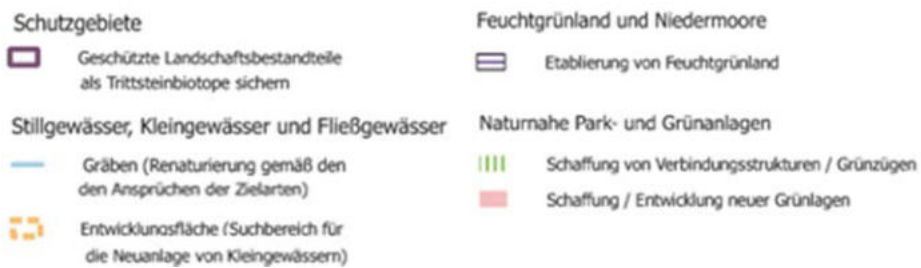 Schutzgebiete
Geschützte Landschaftsbestandteile
als Trittsteinbiotope sichern
Stillgewässer, Kleingewässer und Fließgewässer
Gräben (Renaturierung gemäß den
den Ansprüchen der Zielarten)
Entwicklungsfläche (Suchbereich für
die Neuanlage von Kleingewässern)
Feuchtgrünland und Niedermoore
Etablierung von Feuchtgrünland
Naturnahe Park- und Grünanlagen
Schaffung von Verbindungsstrukturen / Grünzügen
Schaffung / Entwicklung neuer Grünlagen